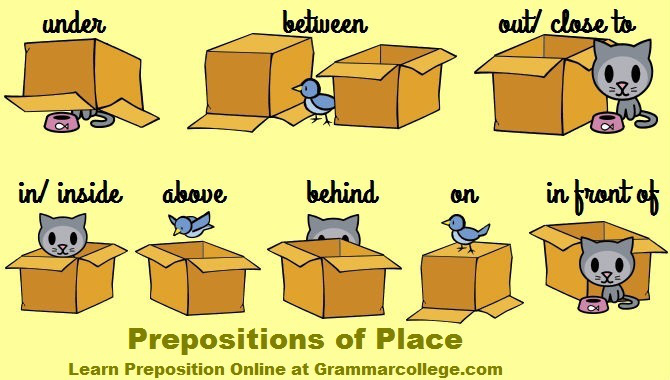 under between out/ close to
in/ inside above behind on in front of
Prepositions of Place
Learn Preposition Online at Grammarcollege.com